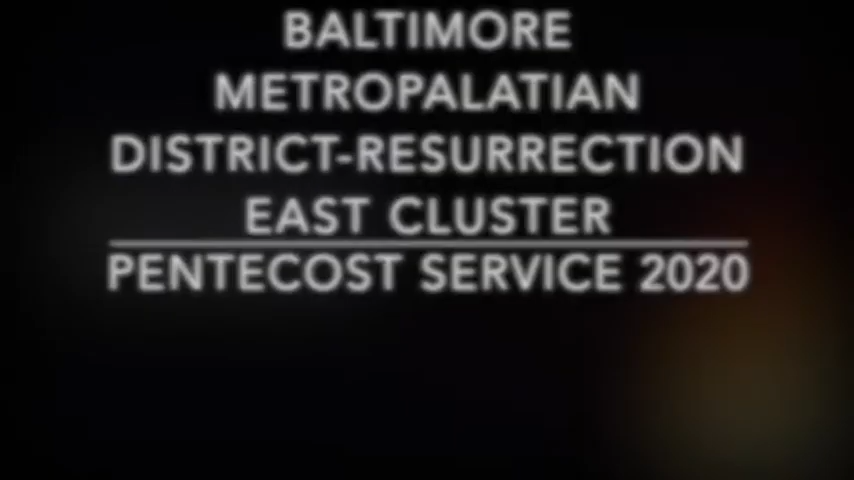 BALTIMORE
METROPALATIAN
DISTRICT-RESURRECTION
EAST CLUSTER
PENTECOST SERVICE 2020